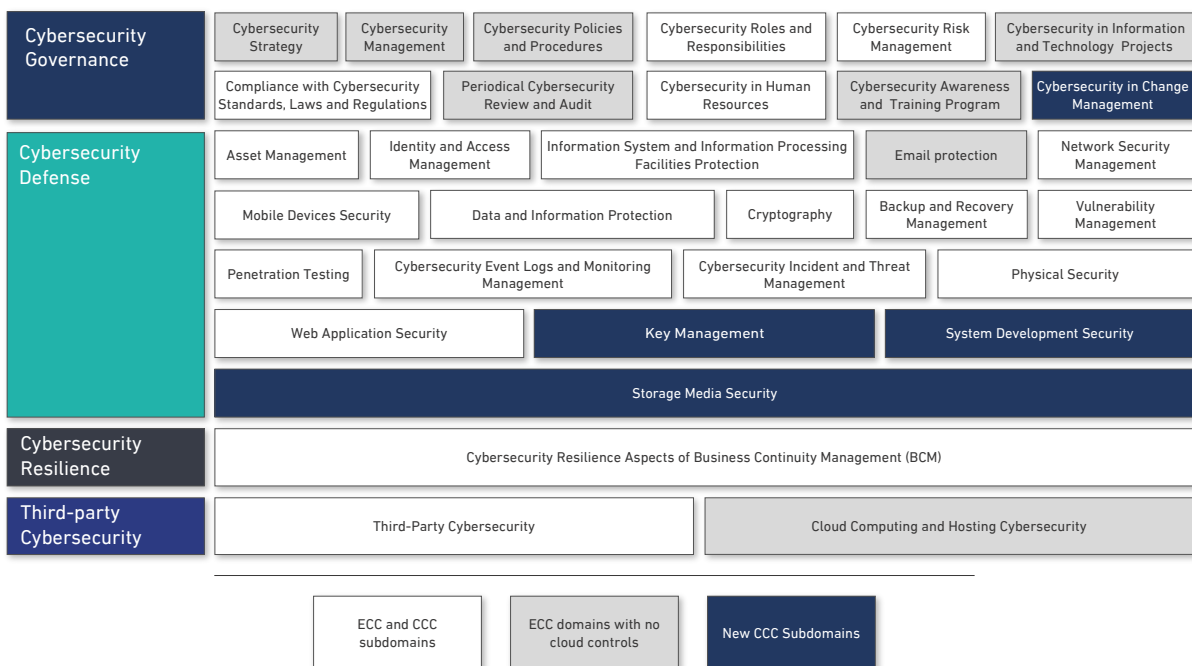 Cybersecurity
Governance
Cybersecurity
Strategy
Cybersecurity
Management
Cybersecurity Policies
and Procedures
Cybersecurity Roles and
Responsibilities
Cybersecurity Risk
Management
Cybersecurity in Information
and Technology Projects
Compliance with Cybersecurity
Standards, Laws and Regulations
Periodical Cybersecurity
Review and Audit
Cybersecurity in Human
Resources
Cybersecurity Awareness
and Training Program
Cybersecurity in Change
Management
Cybersecurity
Defense
Asset Management
Identity and Access
Management
Information System and Information Processing
Facilities Protection
Email protection
Network Security
Management
Mobile Devices Security
Data and Information Protection
Cryptography
Backup and Recovery
Management
Vulnerability
Management
Penetration Testing
Cybersecurity Event Logs and Monitoring
Management
Cybersecurity Incident and Threat
Management
Physical Security
Web Application Security
Key Management
System Development Security
Storage Media Security
Cybersecurity
Resilience
Cybersecurity Resilience Aspects of Business Continuity Management (BCM)
Third-party
Cybersecurity
Third-Party Cybersecurity
Cloud Computing and Hosting Cybersecurity
ECC and CCC
subdomains
ECC domains with no
cloud controls
New CCC Subdomains